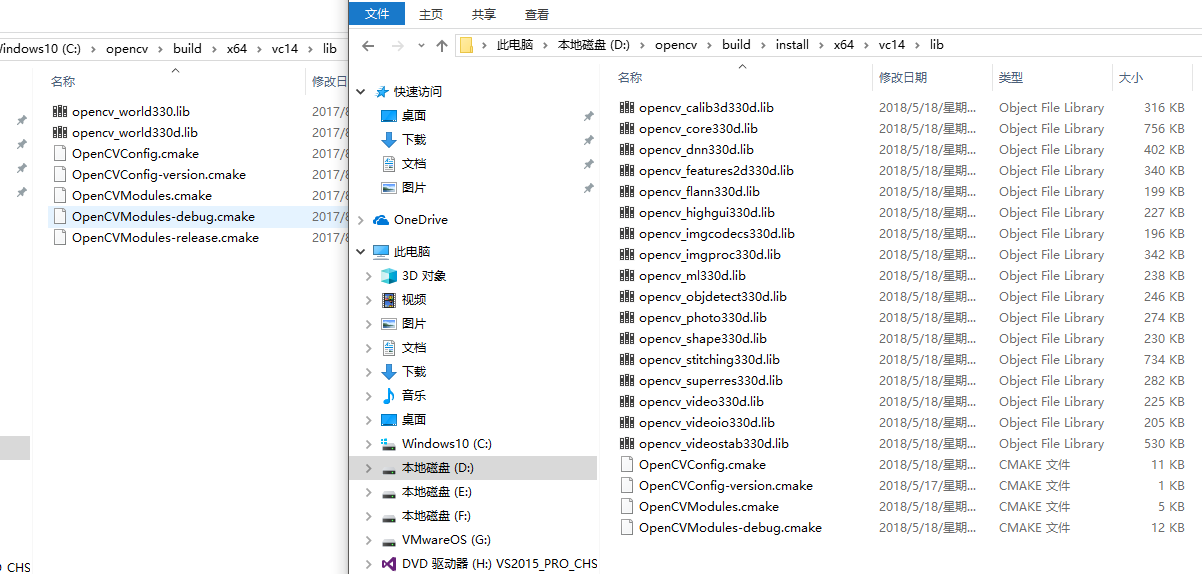 Windows10 (C:) > opencv > build > x64 > vc14 > lib
名称 修改日
opencv_world330.lib 2017/8
opencv_world330d.lib 2017/8
OpenCVConfig.cmake 2017/8
OpenCVConfig-version.cmake 2017/8
OpenCVModules.cmake 2017/8
OpenCVModules-debug.cmake 2017/8
OpenCVModules-release.cmake 2017/8
_CHS
文件 主页 共享 查看
此电脑 > 本地磁盘 (D:) > opencv > build > install > x64 > vc14 > lib
快速访问
桌面
下载
文档
图片
OneDrive
此电脑
3D 对象
视频
图片
文档
下载
音乐
桌面
Windows10 (C:)
本地磁盘 (D:)
本地磁盘 (E:)
本地磁盘 (F:)
VMwareOS (G:)
DVD 驱动器 (H:) VS2015_PRO_CHS
名称 修改日期 类型 大小
opencv_calib3d330d.lib 2018/5/18/星期... Object File Library 316 KB
opencv_core330d.lib 2018/5/18/星期... Object File Library 756 KB
opencv_dnn330d.lib 2018/5/18/星期... Object File Library 402 KB
opencv_features2d330d.lib 2018/5/18/星期... Object File Library 340 KB
opencv_flann330d.lib 2018/5/18/星期... Object File Library 199 KB
opencv_highgui330d.lib 2018/5/18/星期... Object File Library 227 KB
opencv_imgcodecs330d.lib 2018/5/18/星期... Object File Library 196 KB
opencv_imgproc330d.lib 2018/5/18/星期... Object File Library 342 KB
opencv_ml330d.lib 2018/5/18/星期... Object File Library 238 KB
opencv_objdetect330d.lib 2018/5/18/星期... Object File Library 246 KB
opencv_photo330d.lib 2018/5/18/星期... Object File Library 274 KB
opencv_shape330d.lib 2018/5/18/星期... Object File Library 230 KB
opencv_stitching330d.lib 2018/5/18/星期... Object File Library 734 KB
opencv_superres330d.lib 2018/5/18/星期... Object File Library 282 KB
opencv_video330d.lib 2018/5/18/星期... Object File Library 225 KB
opencv_videoio330d.lib 2018/5/18/星期... Object File Library 205 KB
opencv_videostab330d.lib 2018/5/18/星期... Object File Library 530 KB
OpenCVConfig.cmake 2018/5/18/星期... CMAKE 文件 11 KB
OpenCVConfig-version.cmake 2018/5/17/星期... CMAKE 文件 1 KB
OpenCVModules.cmake 2018/5/18/星期... CMAKE 文件 5 KB
OpenCVModules-debug.cmake 2018/5/18/星期... CMAKE 文件 12 KB